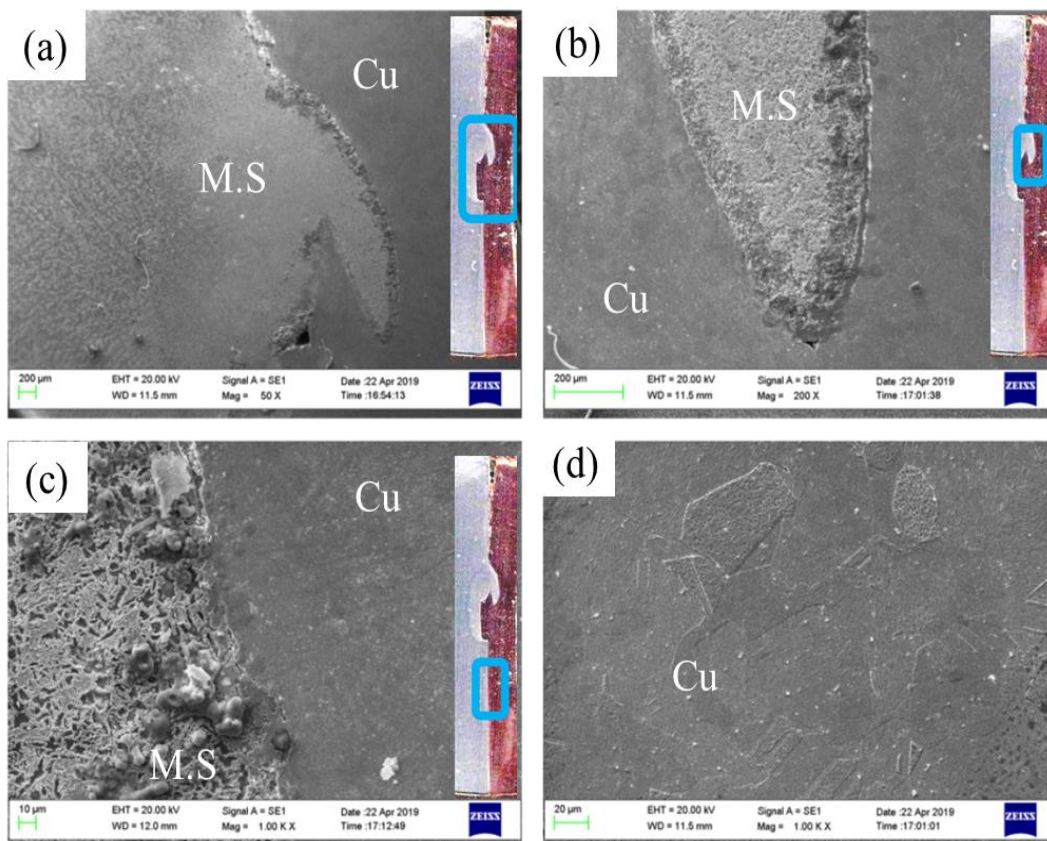 (a)
Cu
M.S
200 µm
EHT = 20.00 kV
WD = 11.5 mm
Signal A = SE1
Mag = 50 X
Date :22 Apr 2019
Time :16:54:13
ZEISS
(b)
M.S
Cu
200 µm
EHT = 20.00 kV
WD = 11.5 mm
Signal A = SE1
Mag = 200 X
Date :22 Apr 2019
Time :17:01:38
ZEISS
(c)
Cu
M.S
10 µm
EHT = 20.00 kV
WD = 12.0 mm
Signal A = SE1
Mag = 1.00 K X
Date :22 Apr 2019
Time :17:12:49
ZEISS
(d)
Cu
20 µm
EHT = 20.00 kV
WD = 11.5 mm
Signal A = SE1
Mag = 1.00 K X
Date :22 Apr 2019
Time :17:01:01
ZEISS